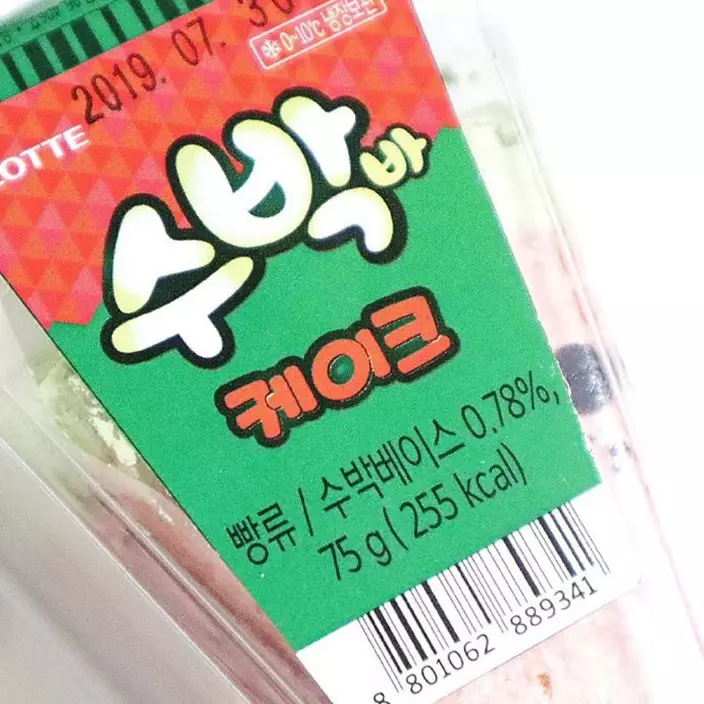 2019. 07. 30
0~10℃ 냉장보관
LOTTE
수박바
케이크
빵류 / 수박베이스 0.78%,
75 g ( 255 kcal)
8 801062 889341